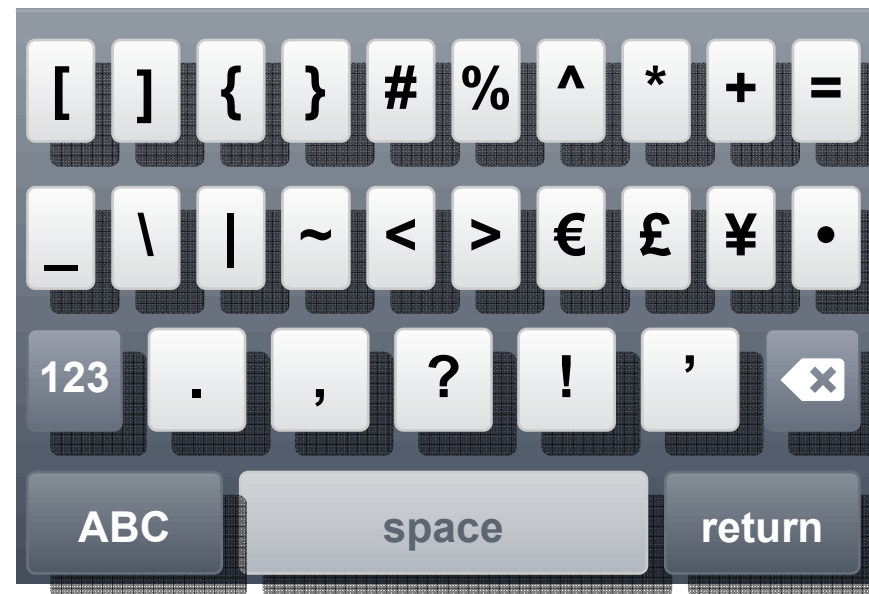 [ ] { } # % ^ * + =
_ \ | ~ < > € £ ¥ •
123 . , ? ! ’
ABC space return